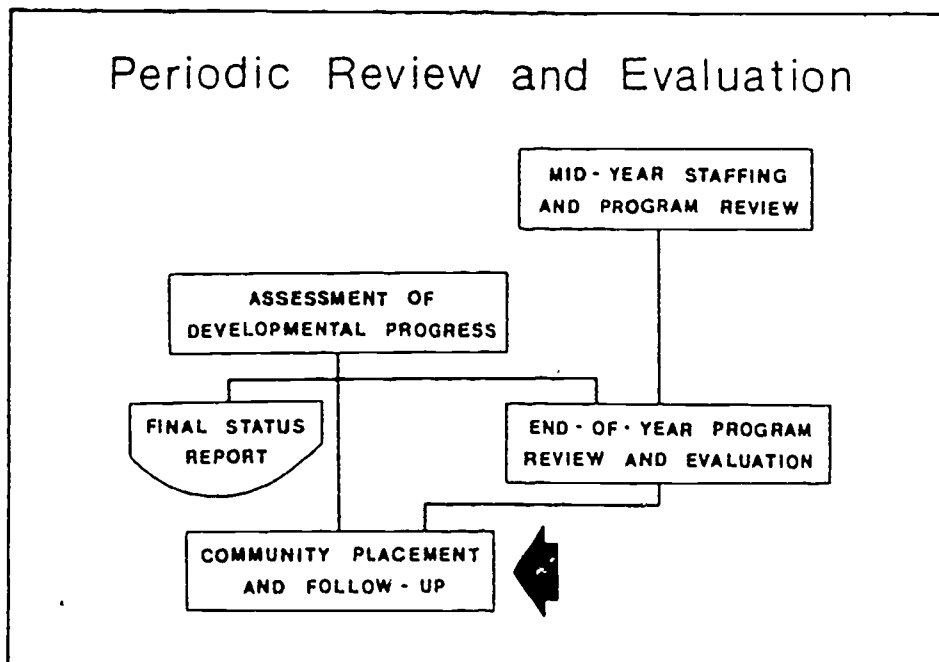 Periodic Review and Evaluation
MID-YEAR STAFFING
AND PROGRAM REVIEW
ASSESSMENT OF
DEVELOPMENTAL PROGRESS
FINAL STATUS
REPORT
END-OF-YEAR PROGRAM
REVIEW AND EVALUATION
COMMUNITY PLACEMENT
AND FOLLOW-UP